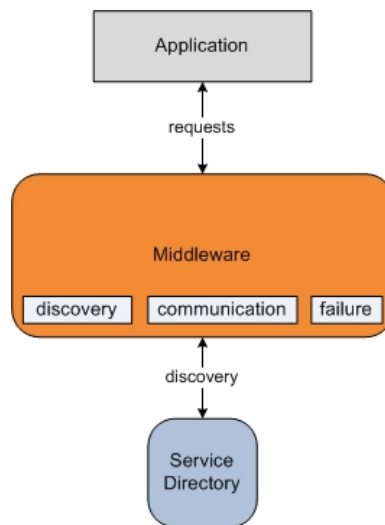 Application
requests
Middleware
discovery communication failure
discovery
Service
Directory